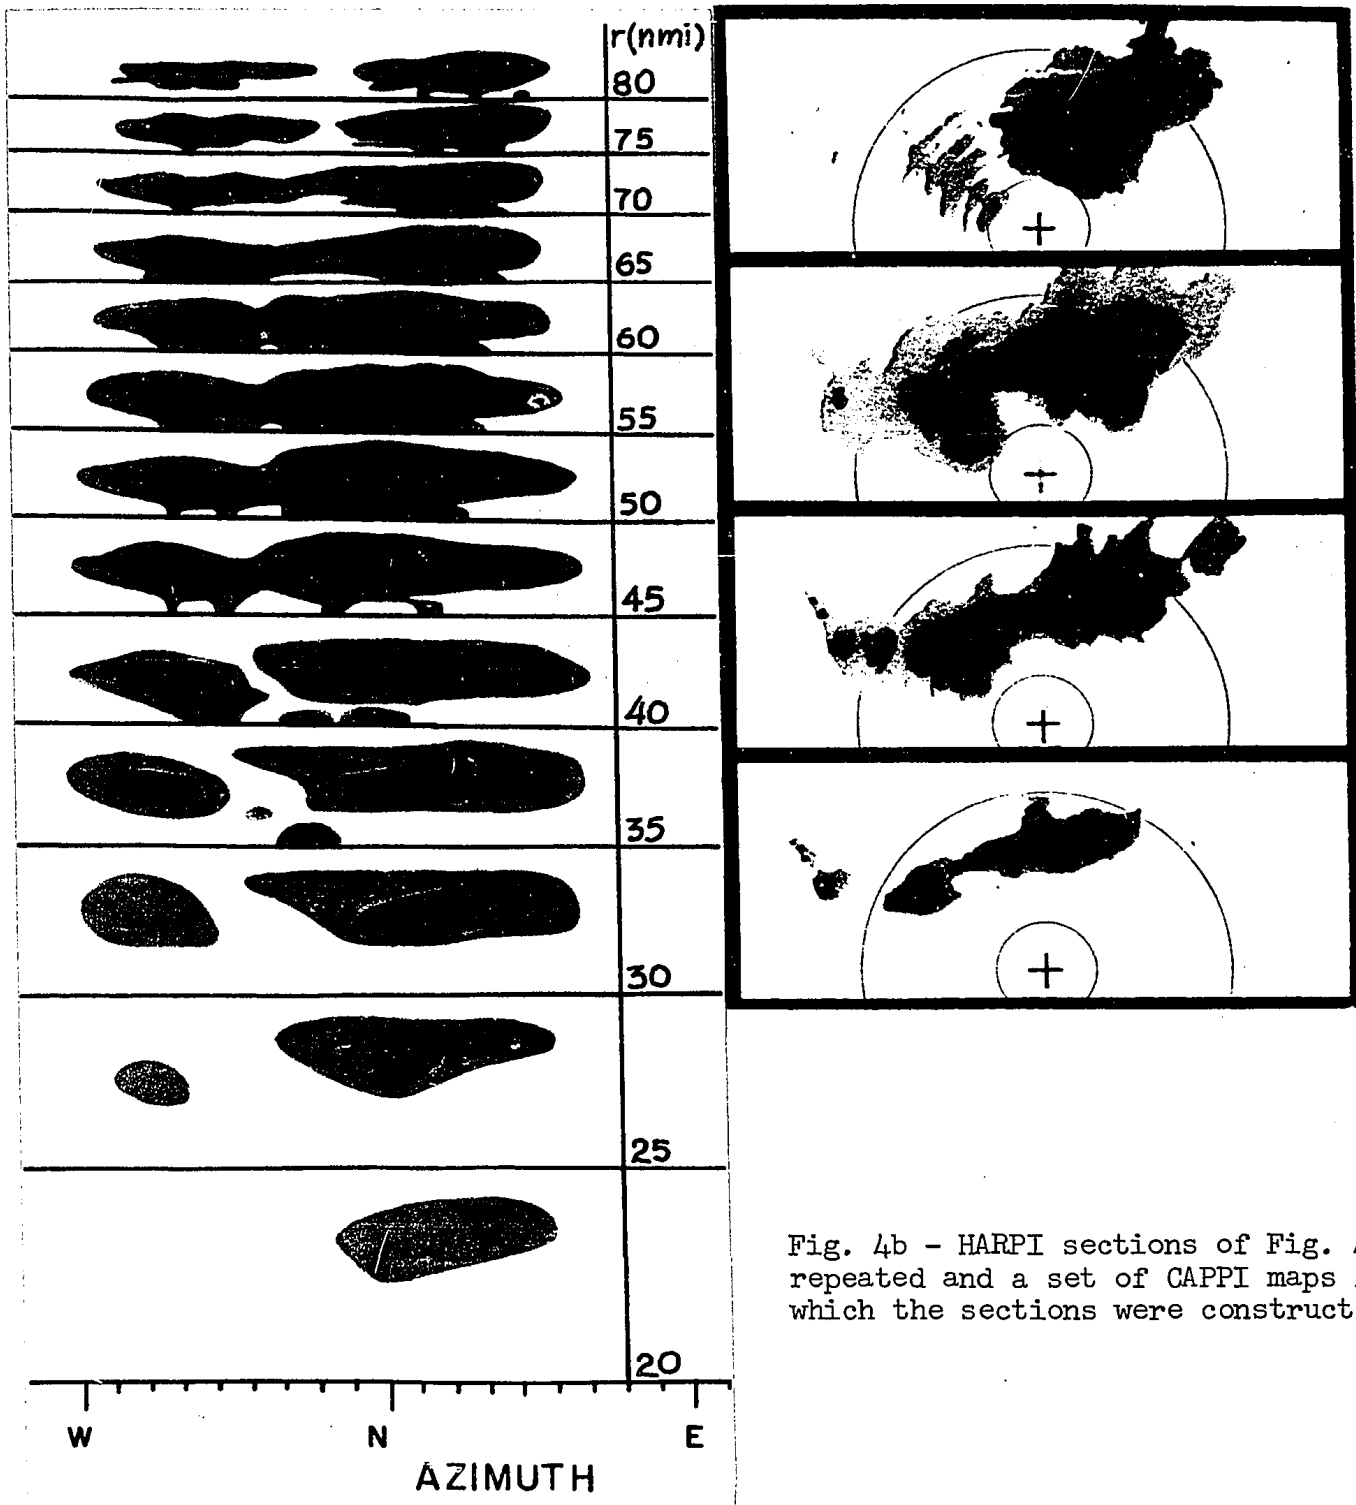 r(nmi)
80
75
70
65
60
55
50
45
40
35
30
25
20
W N E
AZIMUTH
Fig. 4b - HARPI sections of Fig.
repeated and a set of CAPPI maps
which the sections were construct